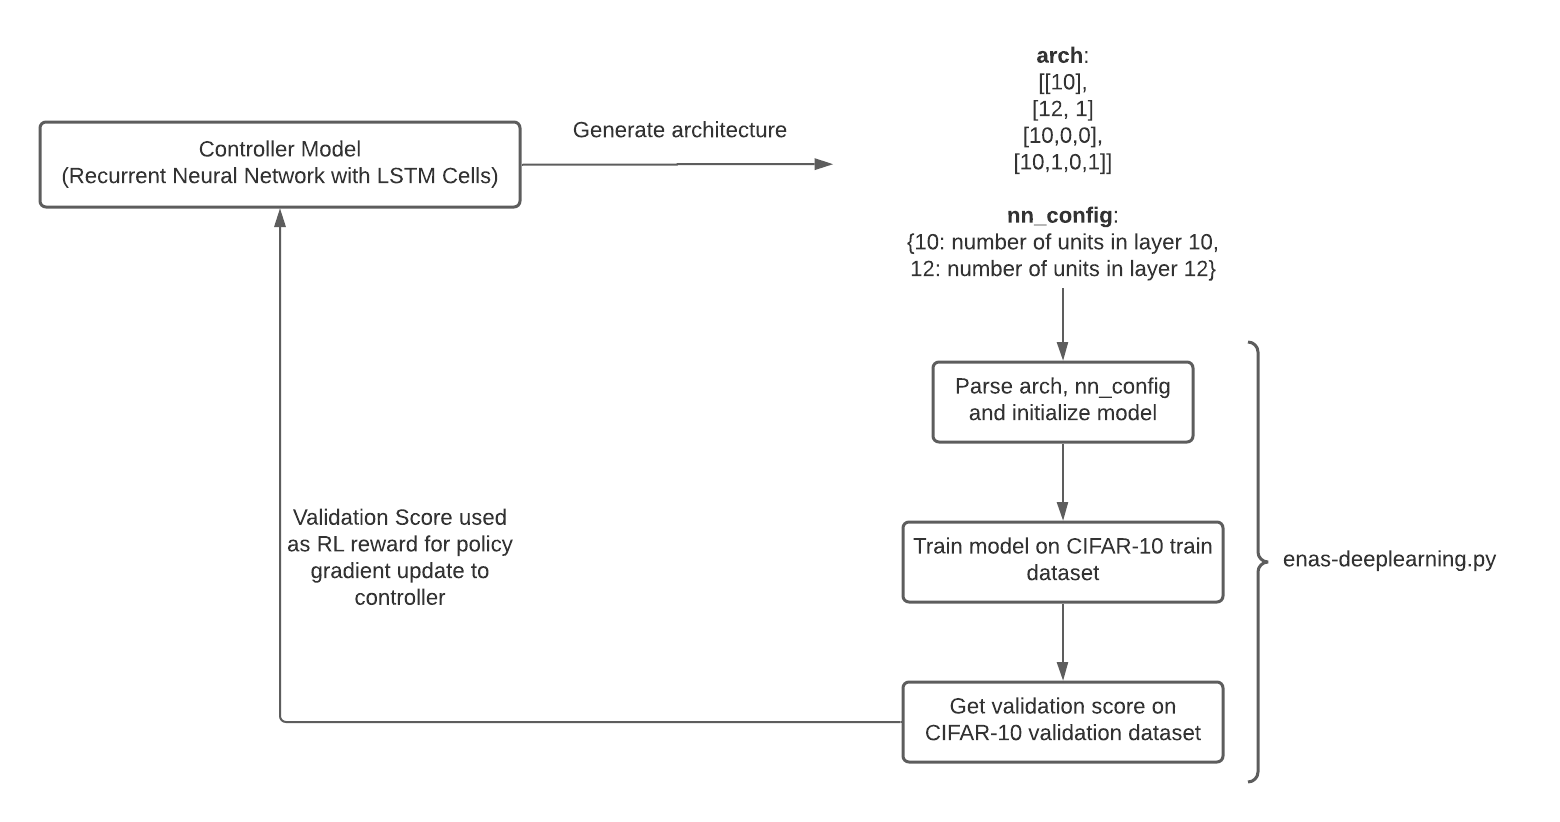 Controller Model
(Recurrent Neural Network with LSTM Cells)
Generate architecture
arch:
[[10],
[12, 1]
[10,0,0],
[10,1,0,1]]
nn_config:
{10: number of units in layer 10,
12: number of units in layer 12}
Parse arch, nn_config
and initialize model
Train model on CIFAR-10 train
dataset
Get validation score on
CIFAR-10 validation dataset
enas-deeplearning.py
Validation Score used
as RL reward for policy
gradient update to
controller